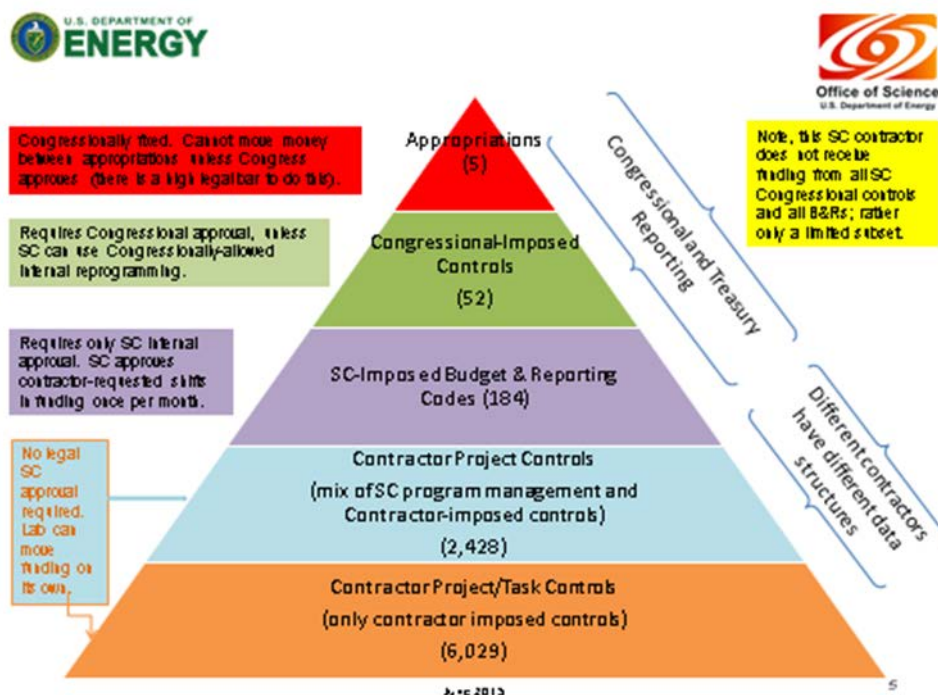 U.S. DEPARTMENT OF
ENERGY
Office of Science
U.S. Department of Energy
Congressionally fixed. Cannot move money
between appropriations unless Congress
approves (there is a high legal bar to do this).
Appropriations
(5)
Note, this SC contractor
does not receive
funding from all SC
Congressional controls
and all B&Rs; rather
only a limited subset.
Requires Congressional approval, unless
SC can use Congressionally-allowed
internal reprogramming.
Congressional-Imposed
Controls
(52)
Congressional and Treasury
Reporting
Requires only SC internal
approval. SC approves
contractor-requested shifts
in funding once per month.
SC-Imposed Budget & Reporting
Codes (184)
Different contractors
have different data
structures
No legal
SC
approval
required.
Lab can
move
funding on
its own.
Contractor Project Controls
(mix of SC program management and
Contractor-imposed controls)
(2,428)
Contractor Project/Task Controls
(only contractor imposed controls)
(6,029)
June 2013
5